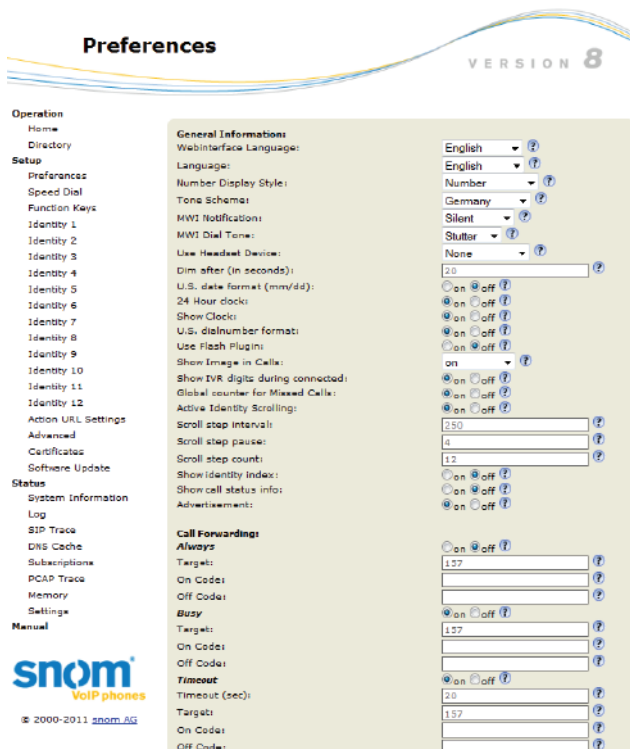 Preferences
VERSION 8
Operation
Home
Directory
Setup
Preferences
Speed Dial
Function Keys
Identity 1
Identity 2
Identity 3
Identity 4
Identity 5
Identity 6
Identity 7
Identity 8
Identity 9
Identity 10
Identity 11
Identity 12
Action URL Settings
Advanced
Certificates
Software Update
Status
System Information
Log
SIP Trace
DNS Cache
Subscriptions
PCAP Trace
Memory
Settings
Manual
snom
VoIP phones
© 2000-2011 snom AG
General Information:
Webinterface Language: English ?
Language: English ?
Number Display Style: Number ?
Tone Scheme: Germany ?
MWI Notification: Silent ?
MWI Dial Tone: Stutter ?
Use Headset Device: None ?
Dim after (in seconds): 20 ?
U.S. date format (mm/dd): on off ?
24 Hour clock: on off ?
Show Clock: on off ?
U.S. dialnumber format: on off ?
Use Flash Plugin: on off ?
Show Image in Calls: on ?
Show IVR digits during connected: on off ?
Global counter for Missed Calls: on off ?
Active Identity Scrolling: on off ?
Scroll step interval: 250 ?
Scroll step pause: 4 ?
Scroll step count: 12 ?
Show identity index: on off ?
Show call status info: on off ?
Advertisement: on off ?
Call Forwarding:
Always on off ?
Target: 157 ?
On Code: ?
Off Code: ?
Busy on off ?
Target: 157 ?
On Code: ?
Off Code: ?
Timeout on off ?
Timeout (sec): 20 ?
Target: 157 ?
On Code: ?
Off Code: ?